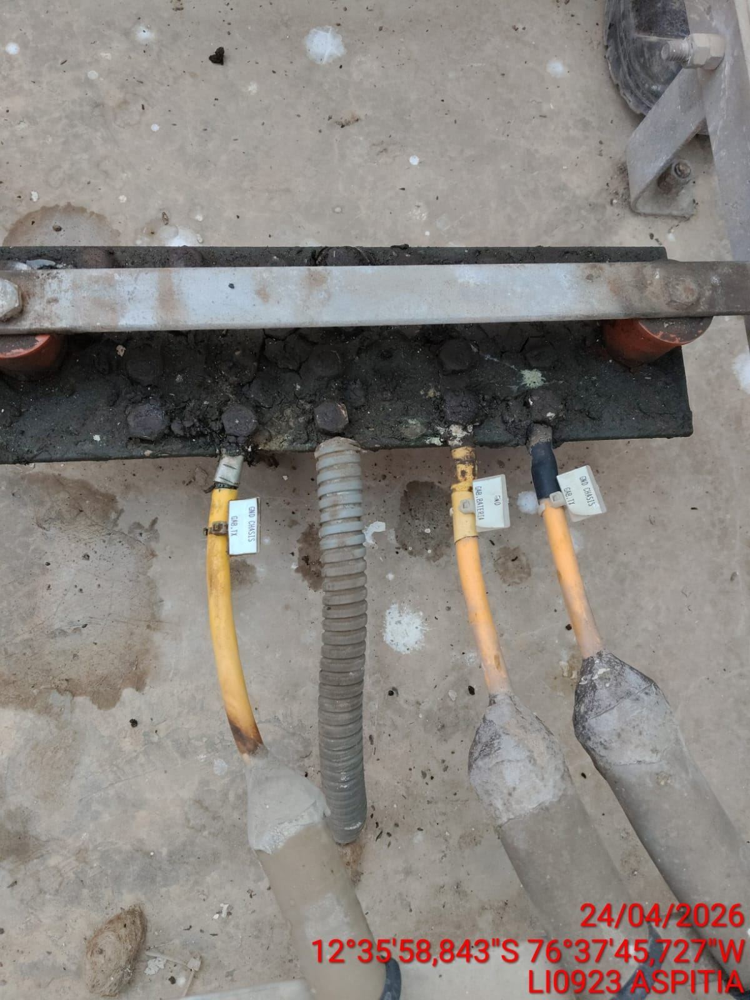 GND CHASIS
GAB.TX
GND
GAB.BATERIA
GND CHASIS
GAB.TX
24/04/2026
12°35'58,843"S 76°37'45,727"W
LI0923 ASPITIA